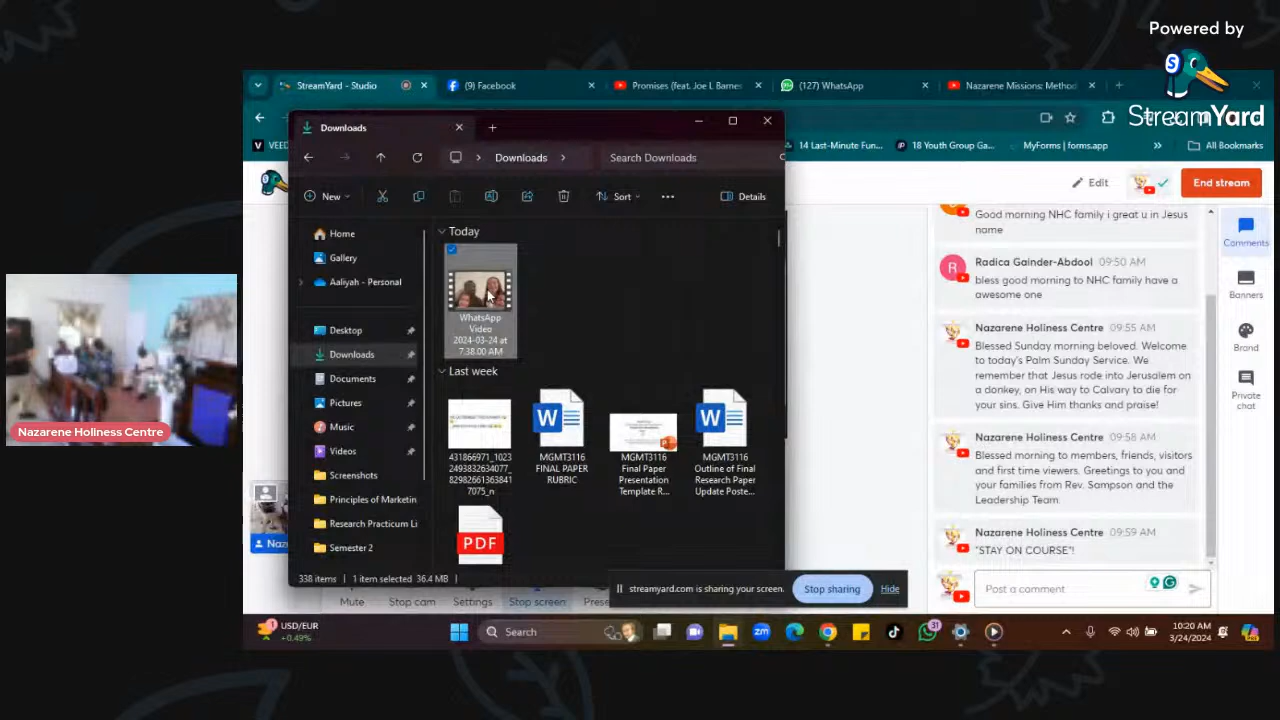 Powered by
StreamYard
StreamYard - Studio
(9) Facebook
Promises (feat. Joe L Barnes
(127) WhatsApp
Nazarene Missions: Method
VEED
14 Last-Minute Fun...
18 Youth Group Ga...
MyForms | forms.app
All Bookmarks
Downloads
Downloads
Search Downloads
New
Sort
Details
Edit
End stream
Home
Gallery
Aaliyah - Personal
Desktop
Downloads
Documents
Pictures
Music
Videos
Screenshots
Principles of Marketin
Research Practicum Li
Semester 2
Today
WhatsApp
Video
2024-03-24 at
7.38.00 AM
Last week
431866971_1023
2493832634077_
8298266136384
7075_n
MGMT3116
FINAL PAPER
RUBRIC
MGMT3116
Final Paper
Presentation
Template R...
MGMT3116
Outline of Final
Research Paper
Update Poste...
PDF
338 items
1 item selected 36.4 MB
Good morning NHC family i great u in Jesus
name
Radica Gainder-Abdool 09:50 AM
bless good morning to NHC family have a
awesome one
Nazarene Holiness Centre 09:55 AM
Blessed Sunday morning beloved. Welcome
to today's Palm Sunday Service. We
remember that Jesus rode into Jerusalem on
a donkey, on His way to Calvary to die for
your sins. Give Him thanks and praise!
Nazarene Holiness Centre 09:58 AM
Blessed morning to members, friends, visitors
and first time viewers. Greetings to you and
your families from Rev. Sampson and the
Leadership Team.
Nazarene Holiness Centre 09:59 AM
"STAY ON COURSE"!
Post a comment
Comments
Banners
Brand
Private
chat
Nazarene Holiness Centre
Naz
streamyard.com is sharing your screen.
Stop sharing
Hide
Mute
Stop cam
Settings
Stop screen
Prese
USD/EUR
+0.49%
Search
31
10:20 AM
3/24/2024